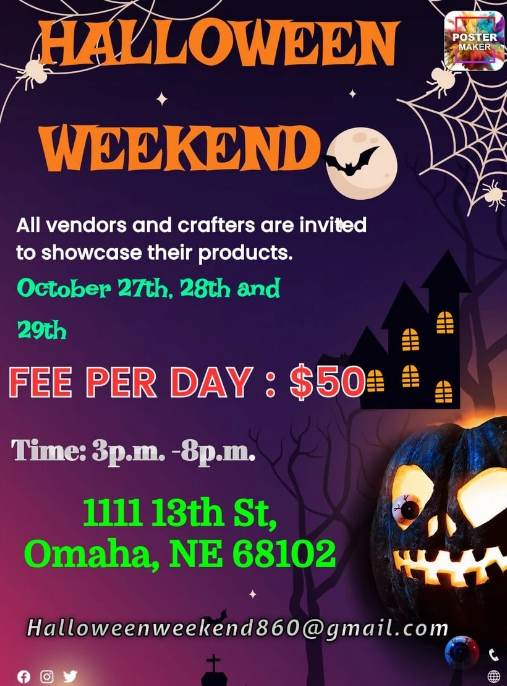 HALLOWEEN
POSTER
MAKER
WEEKEND
All vendors and crafters are invited
to showcase their products.
October 27th, 28th and
29th
FEE PER DAY : $50
Time: 3p.m. -8p.m.
1111 13th St,
Omaha, NE 68102
Halloweenweekend860@gmail.com